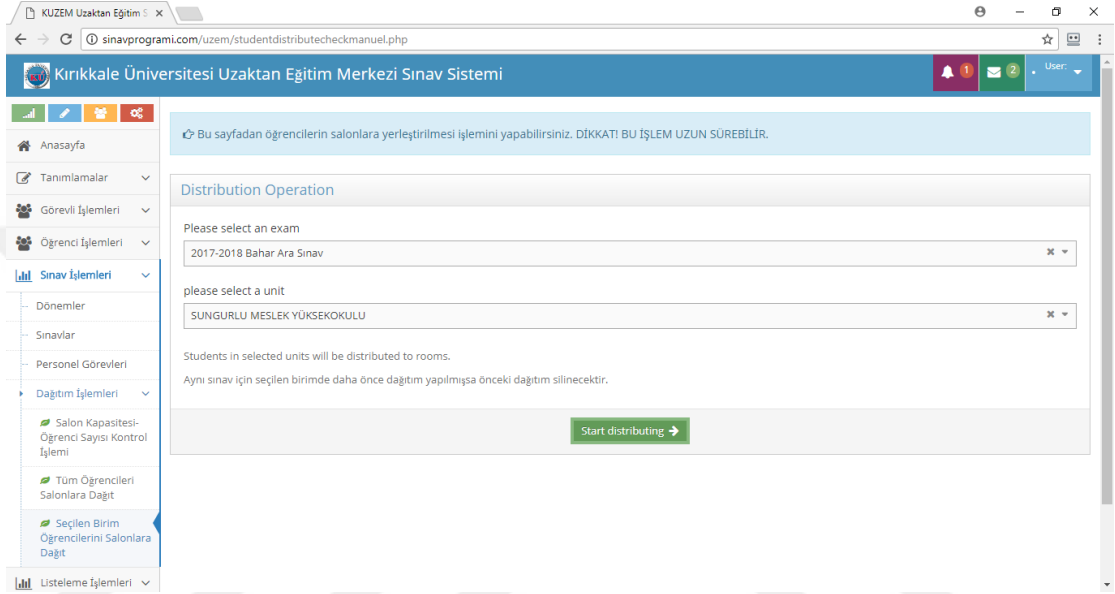 KUZEM Uzaktan Eğitim S
sinavprogrami.com/uzem/studentdistributecheckmanuel.php
Kırıkkale Üniversitesi Uzaktan Eğitim Merkezi Sınav Sistemi
1
2
User:
Bu sayfadan öğrencilerin salonlara yerleştirilmesi işlemini yapabilirsiniz. DİKKAT! BU İŞLEM UZUN SÜREBİLİR.
Anasayfa
Tanımlamalar
Görevli İşlemleri
Öğrenci İşlemleri
Sınav İşlemleri
Dönemler
Sınavlar
Personel Görevleri
Dağıtım İşlemleri
Salon Kapasitesi-
Öğrenci Sayısı Kontrol
İşlemi
Tüm Öğrencileri
Salonlara Dağıt
Seçilen Birim
Öğrencilerini Salonlara
Dağıt
Listeleme İşlemleri
Distribution Operation
Please select an exam
2017-2018 Bahar Ara Sınav
please select a unit
SUNGURLU MESLEK YÜKSEKOKULU
Students in selected units will be distributed to rooms.
Aynı sınav için seçilen birimde daha önce dağıtım yapılmışsa önceki dağıtım silinecektir.
Start distributing